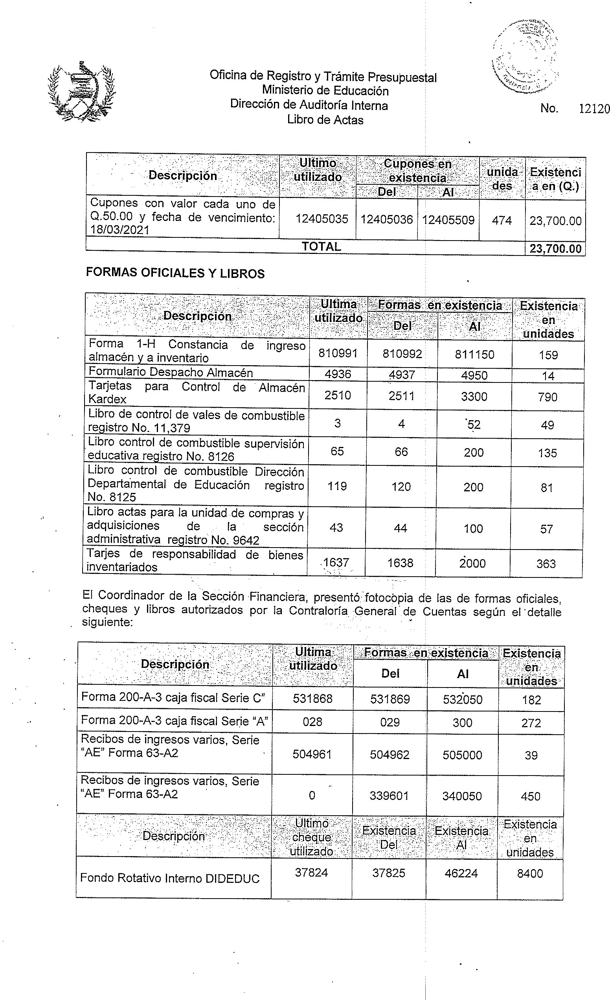 Oficina de Registro y Trámite Presupuestal
Ministerio de Educación
Dirección de Auditoría Interna
Libro de Actas
No. 12120
Descripción Ultimo utilizado Cupones en existencia unida des Existenci a en (Q.)
Del Al
Cupones con valor cada uno de
Q.50.00 y fecha de vencimiento: 12405035 12405036 12405509 474 23,700.00
18/03/2021
TOTAL 23,700.00
FORMAS OFICIALES Y LIBROS
Descripción Ultima utilizado Formas en existencia Existencia en unidades
Del Al
Forma 1-H Constancia de ingreso
almacén y a inventario 810991 810992 811150 159
Formulario Despacho Almacén 4936 4937 4950 14
Tarjetas para Control de Almacén
Kardex 2510 2511 3300 790
Libro de control de vales de combustible
registro No. 11,379 3 4 52 49
Libro control de combustible supervisión
educativa registro No. 8126 65 66 200 135
Libro control de combustible Dirección
Departamental de Educación registro 119 120 200 81
No. 8125
Libro actas para la unidad de compras y
adquisiciones de la sección 43 44 100 57
administrativa registro No. 9642
Tarjes de responsabilidad de bienes
inventariados 1637 1638 2000 363
El Coordinador de la Sección Financiera, presentó fotocopia de las de formas oficiales,
cheques y libros autorizados por la Contraloría General de Cuentas según el detalle
siguiente:
Descripción Ultima utilizado Formas en existencia Existencia en unidades
Del Al
Forma 200-A-3 caja fiscal Serie C” 531868 531869 532050 182
Forma 200-A-3 caja fiscal Serie “A” 028 029 300 272
Recibos de ingresos varios, Serie
“AE” Forma 63-A2 504961 504962 505000 39
Recibos de ingresos varios, Serie
“AE” Forma 63-A2 0 339601 340050 450
Descripción Ultimo cheque utilizado Existencia Del Existencia Al Existencia en unidades
Fondo Rotativo Interno DIDEDUC 37824 37825 46224 8400